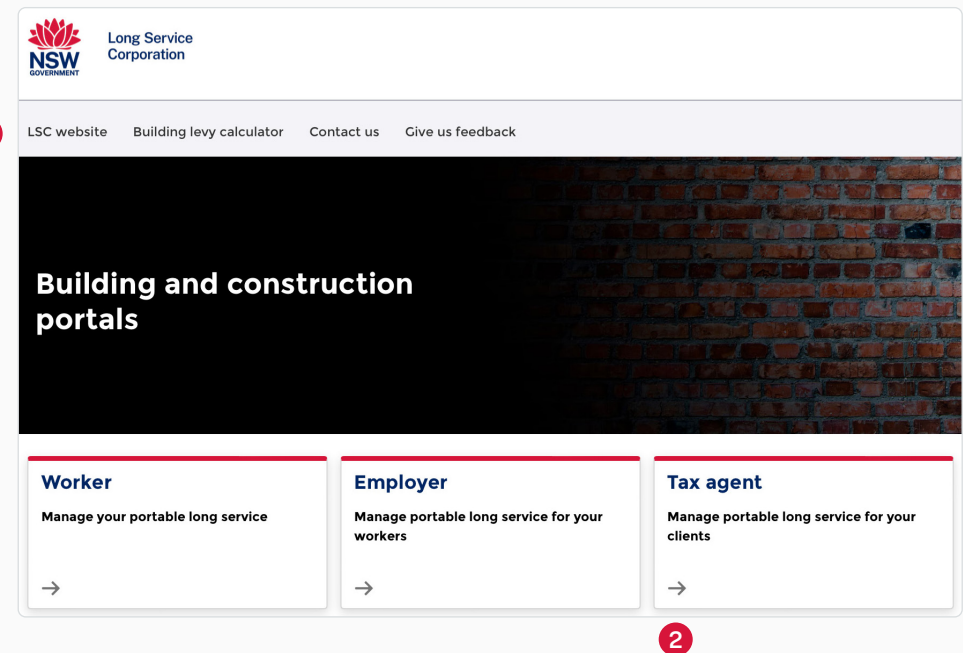 NSW
GOVERNMENT
Long Service
Corporation
LSC website Building levy calculator Contact us Give us feedback
Building and construction
portals
Worker
Manage your portable long service
Employer
Manage portable long service for your
workers
Tax agent
Manage portable long service for your
clients
2